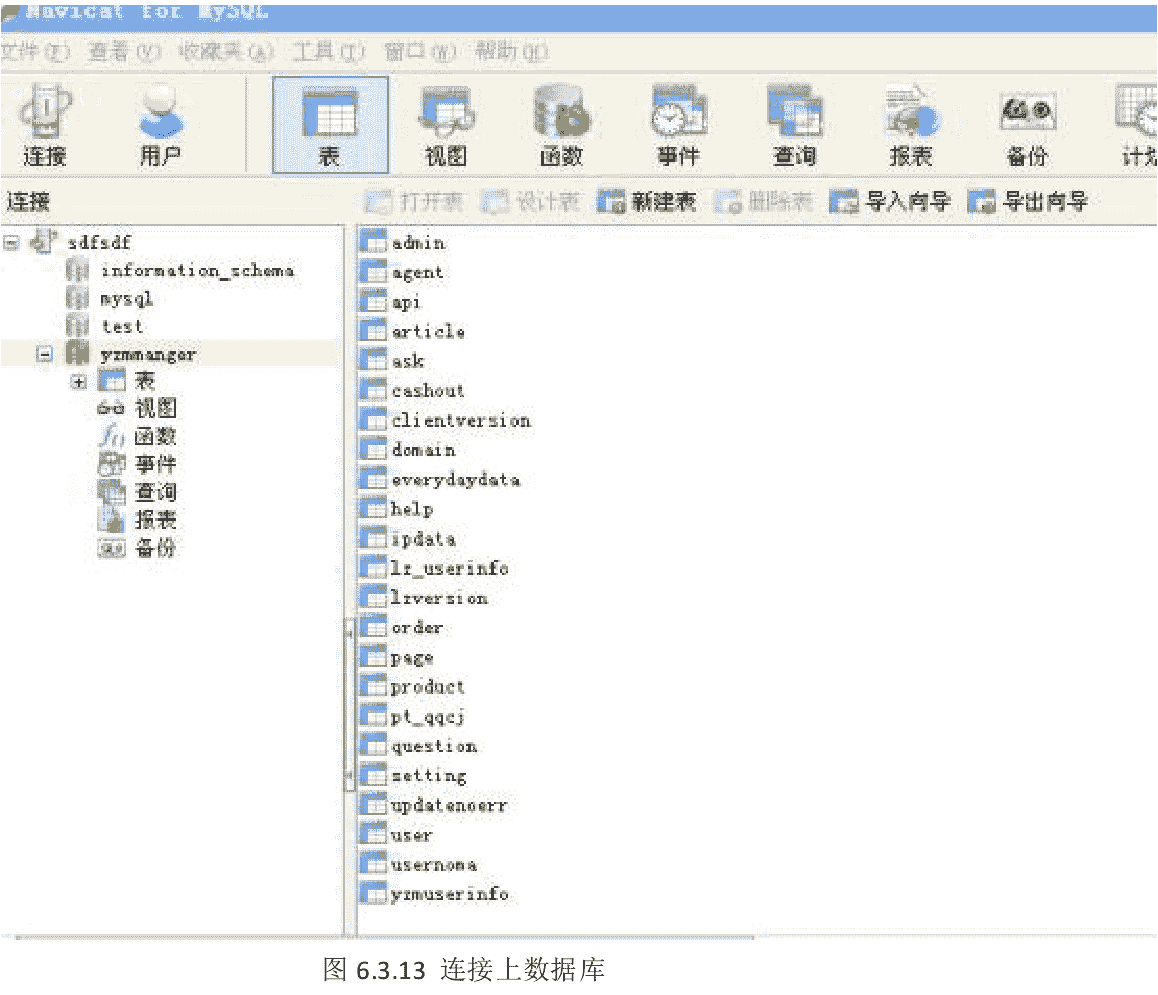 Navicat for MySQL
文件(F) 查看(V) 收藏夹(A) 工具(T) 窗口(W) 帮助(H)
连接 用户 表 视图 函数 事件 查询 报表 备份 计划
连接 打开表 设计表 新建表 删除表 导入向导 导出向导
sdfsdf
information_schema
mysql
test
yzmmanger
表
视图
函数
事件
查询
报表
备份
admin
agent
api
article
ask
cashout
clientversion
domain
everydaydata
help
ipdata
lz_userinfo
lzversion
order
page
product
pt_qqcj
question
setting
updatenoerr
user
usernoma
yzmuserinfo
图 6.3.13 连接上数据库